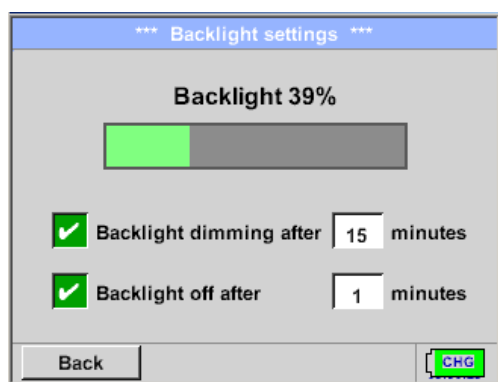 *** Backlight settings ***
Backlight 39%
Backlight dimming after 15 minutes
Backlight off after 1 minutes
Back
CHG